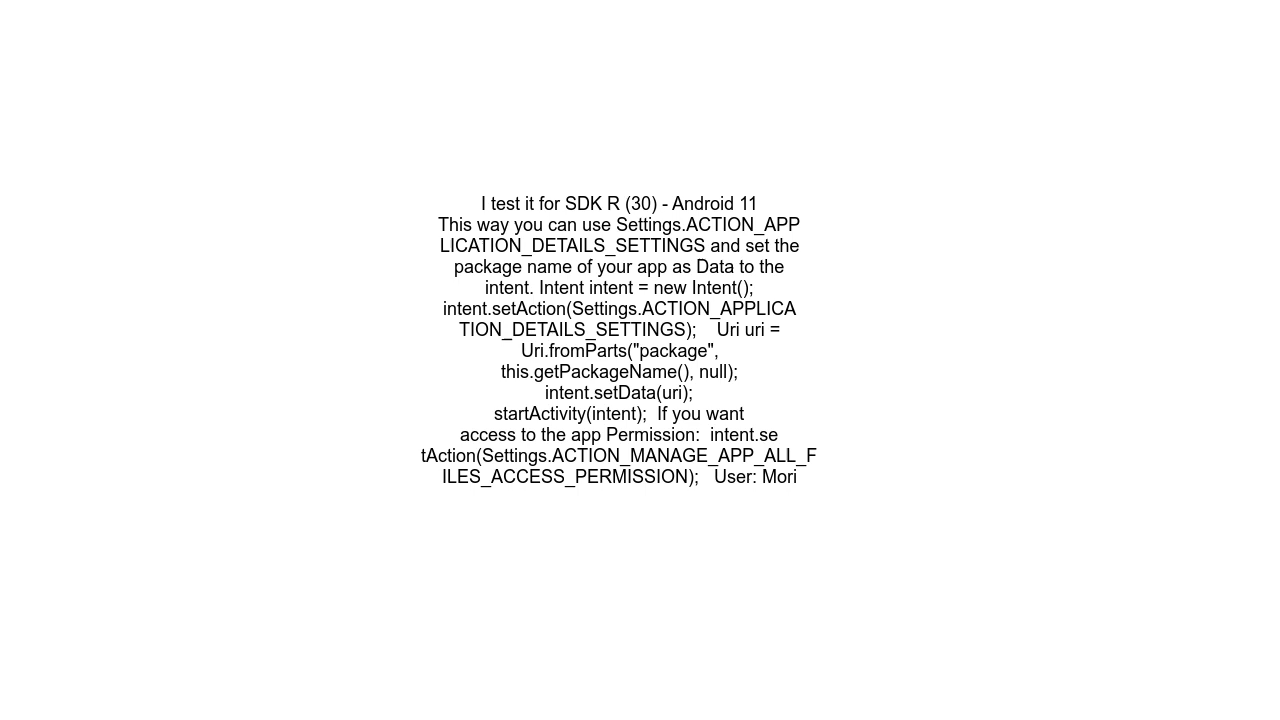 I test it for SDK R (30) - Android 11
This way you can use Settings.ACTION_APP
LICATION_DETAILS_SETTINGS and set the
package name of your app as Data to the
intent. Intent intent = new Intent();
intent.setAction(Settings.ACTION_APPLICA
TION_DETAILS_SETTINGS);    Uri uri =
Uri.fromParts("package",
this.getPackageName(), null);
intent.setData(uri);
startActivity(intent);  If you want
access to the app Permission:  intent.se
tAction(Settings.ACTION_MANAGE_APP_ALL_F
ILES_ACCESS_PERMISSION);   User: Mori